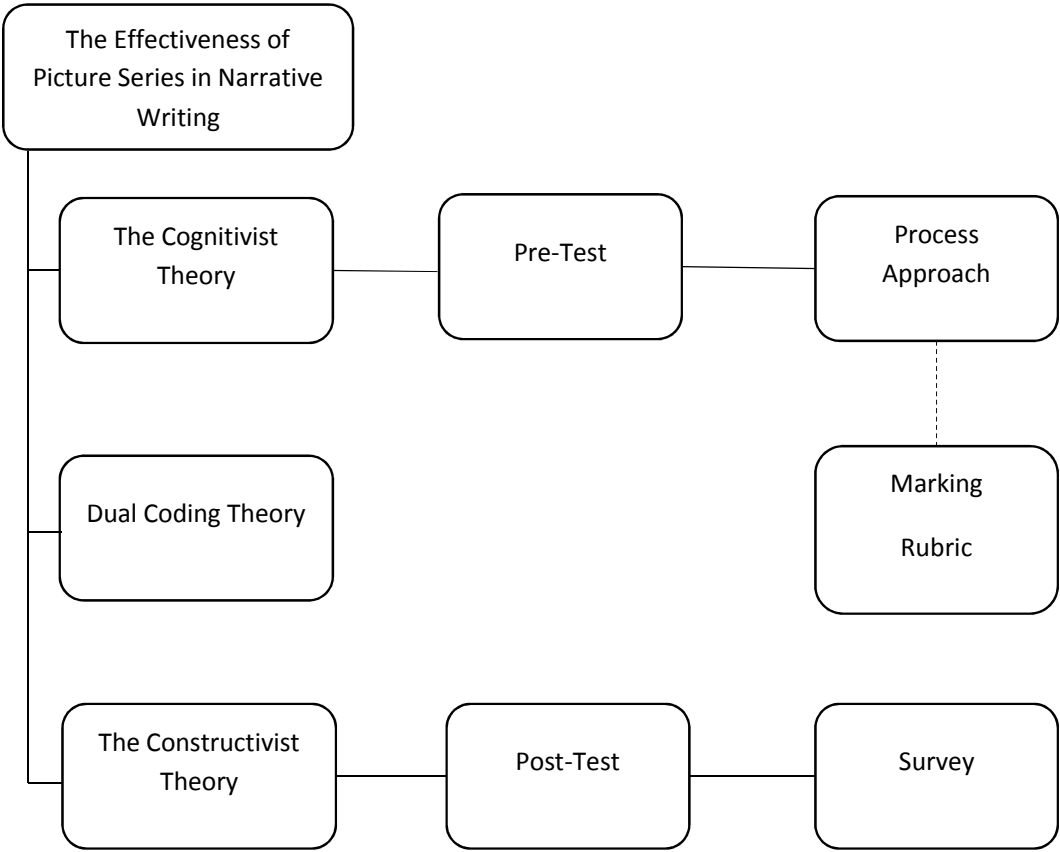 The Effectiveness of
Picture Series in Narrative
Writing
The Cognitivist
Theory
Pre-Test
Process
Approach
Dual Coding Theory
Marking
Rubric
The Constructivist
Theory
Post-Test
Survey